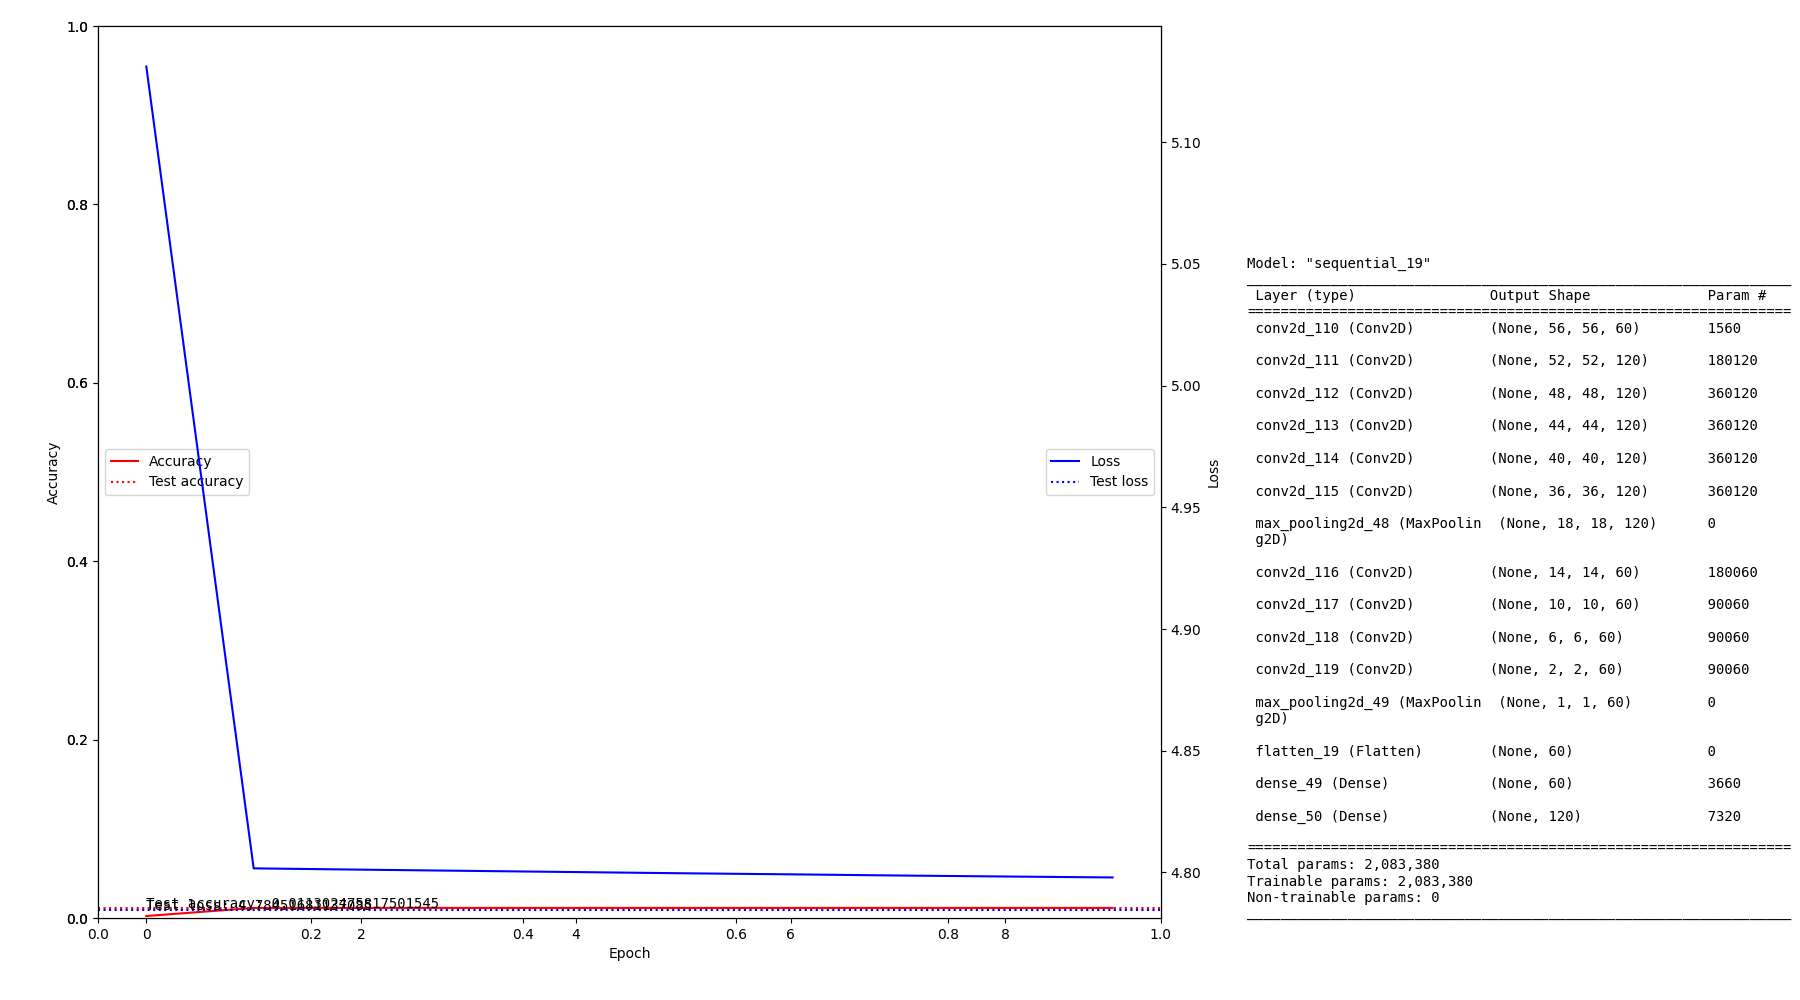 1.0
0.8
0.6
0.4
0.2
0.0
Accuracy
Accuracy
Test accuracy
Loss
Test loss
5.10
5.05
5.00
4.95
4.90
4.85
4.80
Loss
Test accuracy: 0.011302475817501545
Test loss:
0.0 0 0.2 2 0.4 4 0.6 6 0.8 8 1.0
Epoch
Model: "sequential_19"
Layer (type) Output Shape Param #
conv2d_110 (Conv2D) (None, 56, 56, 60) 1560
conv2d_111 (Conv2D) (None, 52, 52, 120) 180120
conv2d_112 (Conv2D) (None, 48, 48, 120) 360120
conv2d_113 (Conv2D) (None, 44, 44, 120) 360120
conv2d_114 (Conv2D) (None, 40, 40, 120) 360120
conv2d_115 (Conv2D) (None, 36, 36, 120) 360120
max_pooling2d_48 (MaxPoolin (None, 18, 18, 120) 0
g2D)
conv2d_116 (Conv2D) (None, 14, 14, 60) 180060
conv2d_117 (Conv2D) (None, 10, 10, 60) 90060
conv2d_118 (Conv2D) (None, 6, 6, 60) 90060
conv2d_119 (Conv2D) (None, 2, 2, 60) 90060
max_pooling2d_49 (MaxPoolin (None, 1, 1, 60) 0
g2D)
flatten_19 (Flatten) (None, 60) 0
dense_49 (Dense) (None, 60) 3660
dense_50 (Dense) (None, 120) 7320
Total params: 2,083,380
Trainable params: 2,083,380
Non-trainable params: 0